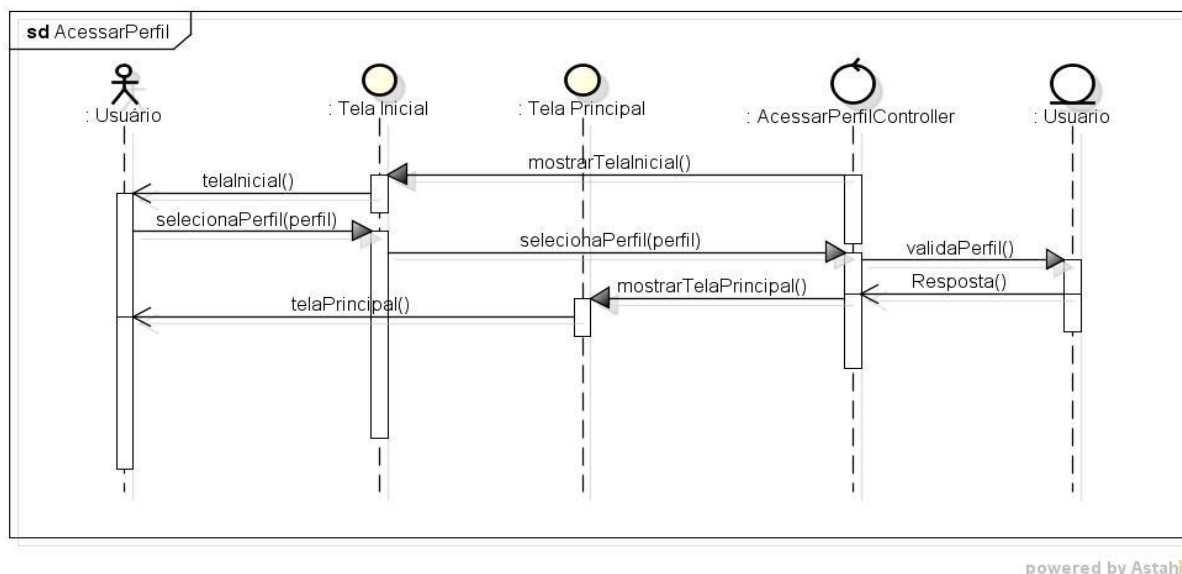 sd AcessarPerfil
: Usuário
: Tela Inicial
: Tela Principal
: AcessarPerfilController
: Usuario
mostrarTelaInicial()
telaInicial()
selecionaPerfil(perfil)
selecionaPerfil(perfil)
validaPerfil()
Resposta()
mostrarTelaPrincipal()
telaPrincipal()
powered by Astah